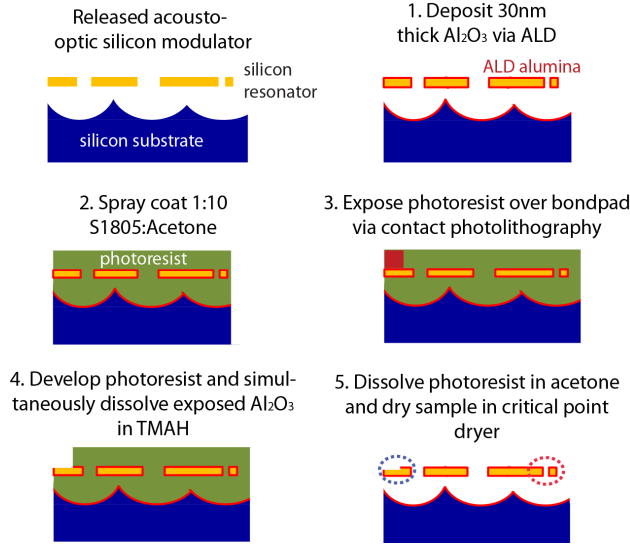 Released acousto-
optic silicon modulator
silicon
resonator
silicon substrate
1. Deposit 30nm
thick Al₂O₃ via ALD
ALD alumina
2. Spray coat 1:10
S1805:Acetone
photoresist
3. Expose photoresist over bondpad
via contact photolithography
4. Develop photoresist and simul-
taneously dissolve exposed Al₂O₃
in TMAH
5. Dissolve photoresist in acetone
and dry sample in critical point
dryer